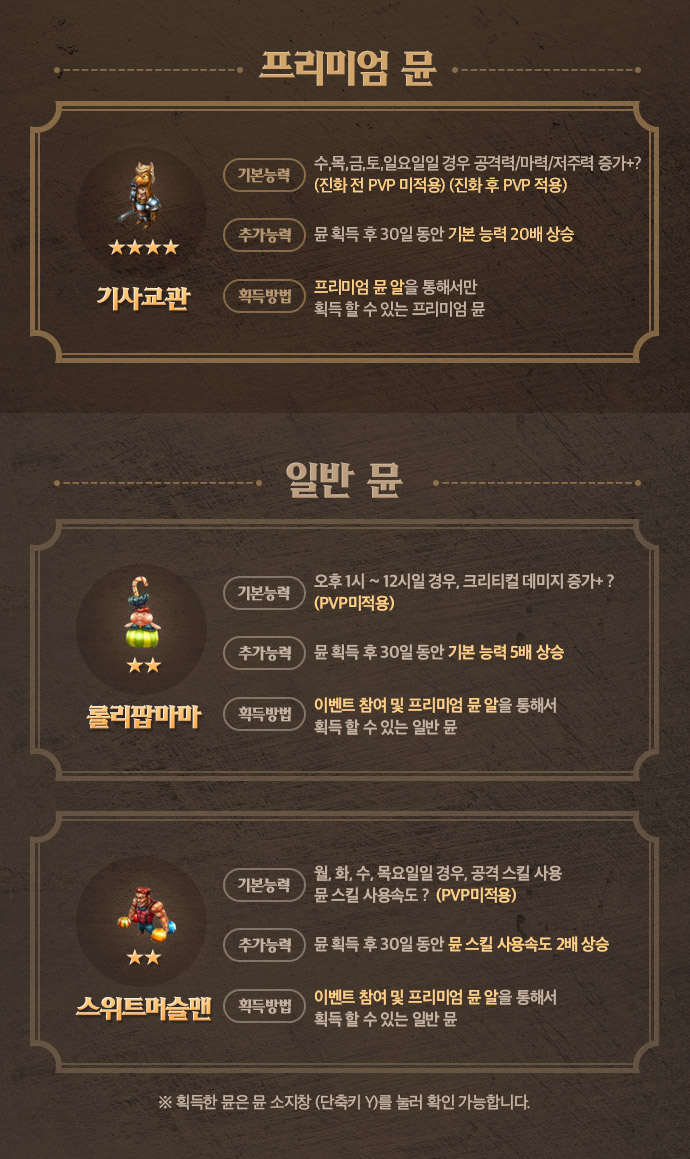 프리미엄 뮨
기본능력
수,목,금,토,일요일일 경우 공격력/마력/저주력 증가+?
(진화 전 PVP 미적용) (진화 후 PVP 적용)
추가능력
뮨 획득 후 30일 동안 기본 능력 20배 상승
기사교관
획득방법
프리미엄 뮨 알을 통해서만
획득 할 수 있는 프리미엄 뮨
일반 뮨
기본능력
오후 1시 ~ 12시일 경우, 크리티컬 데미지 증가+ ?
(PVP미적용)
추가능력
뮨 획득 후 30일 동안 기본 능력 5배 상승
롤리팝마마
획득방법
이벤트 참여 및 프리미엄 뮨 알을 통해서
획득 할 수 있는 일반 뮨
기본능력
월, 화, 수, 목요일일 경우, 공격 스킬 사용
뮨 스킬 사용속도 ? (PVP미적용)
추가능력
뮨 획득 후 30일 동안 뮨 스킬 사용속도 2배 상승
스위트머슬맨
획득방법
이벤트 참여 및 프리미엄 뮨 알을 통해서
획득 할 수 있는 일반 뮨
※ 획득한 뮨은 뮨 소지창 (단축키 Y)를 눌러 확인 가능합니다.